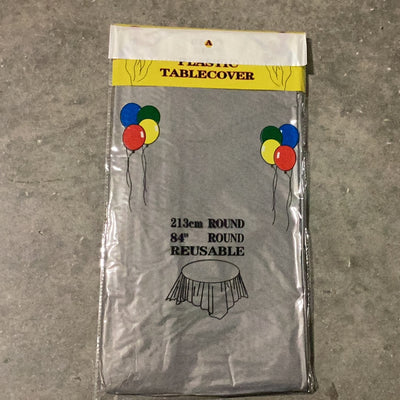 A
PLASTIC
TABLECOVER
213cm ROUND
84" ROUND
REUSABLE